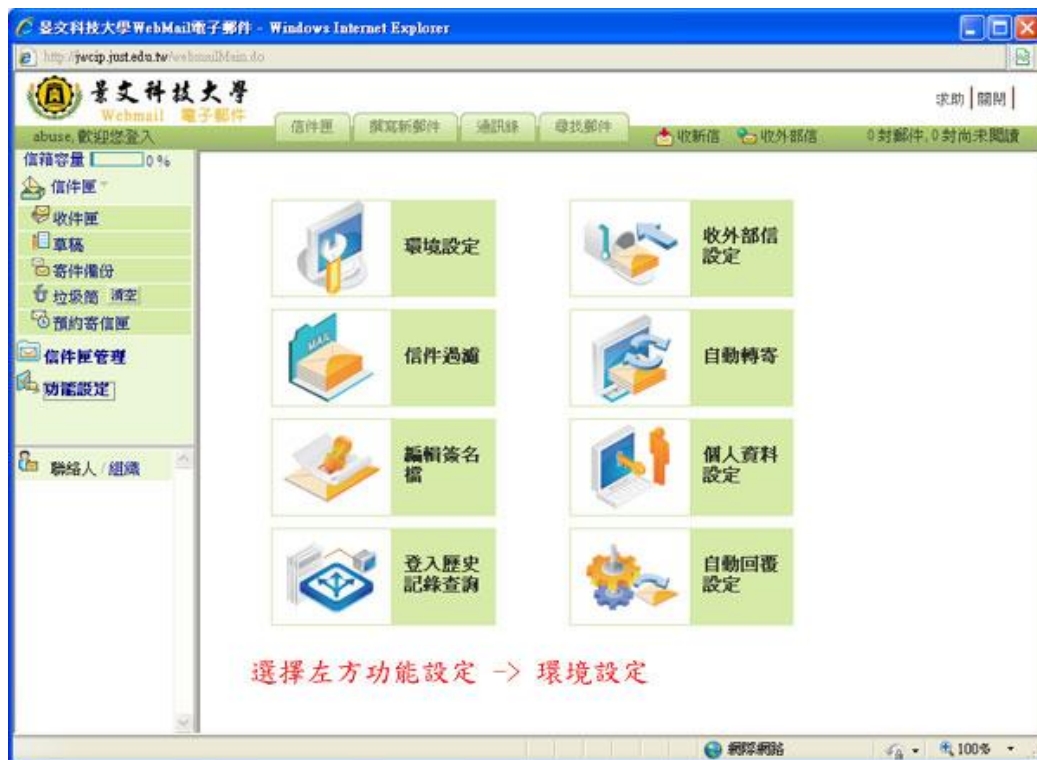 景文科技大學WebMail電子郵件 - Windows Internet Explorer
http://jwcip.just.edu.tw/webmailMain.do
景文科技大學
Webmail 電子郵件
求助 | 關閉 |
信件匣
撰寫新郵件
通訊錄
尋找郵件
abuse, 歡迎您登入
收新信
收外部信
0 封郵件, 0 封尚未閱讀
信箱容量 0%
信件匣
收件匣
草稿
寄件備份
垃圾筒 清空
預約寄信匣
信件匣管理
功能設定
聯絡人 / 組織
環境設定
收外部信
設定
信件過濾
MAIL
自動轉寄
編輯簽名
檔
個人資料
設定
登入歷史
記錄查詢
自動回覆
設定
選擇左方功能設定 -> 環境設定
網際網路
100%